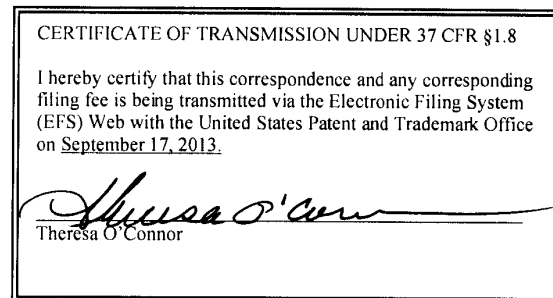 CERTIFICATE OF TRANSMISSION UNDER 37 CFR §1.8
I hereby certify that this correspondence and any corresponding
filing fee is being transmitted via the Electronic Filing System
(EFS) Web with the United States Patent and Trademark Office
on September 17, 2013.
Theresa O'Connor
Theresa O'Connor